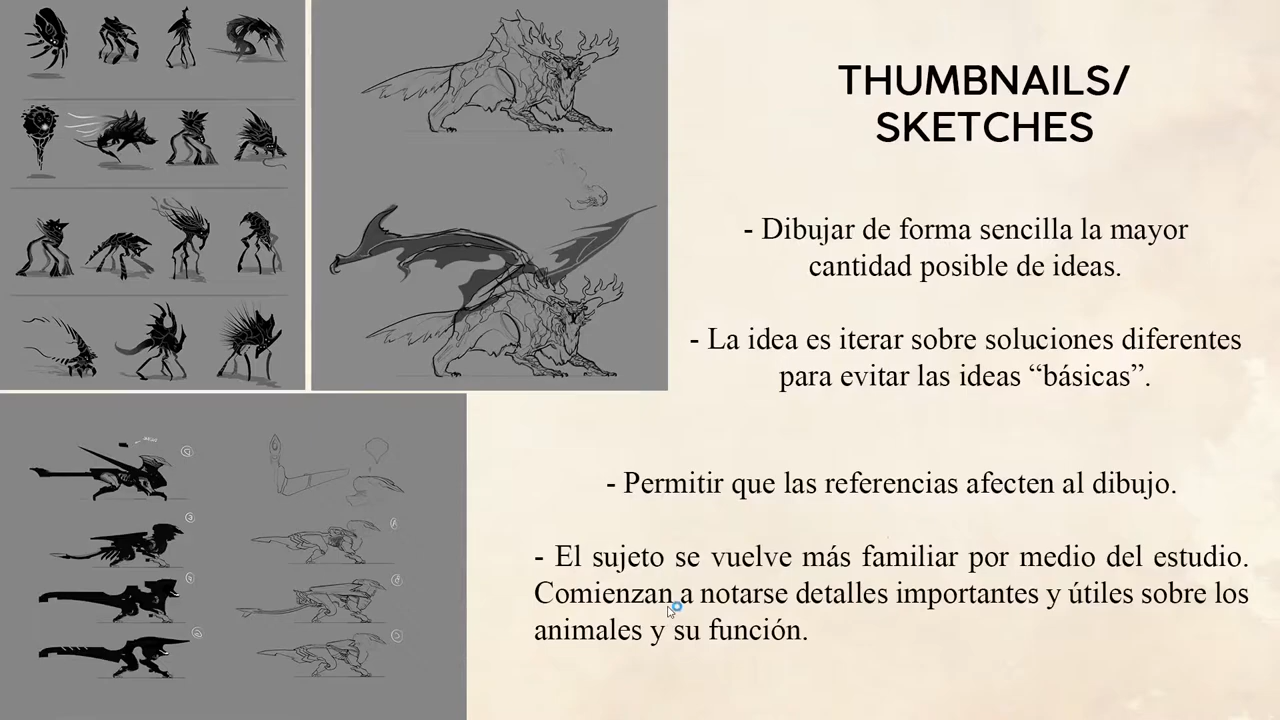 THUMBNAILS/
SKETCHES
- Dibujar de forma sencilla la mayor
cantidad posible de ideas.
- La idea es iterar sobre soluciones diferentes
para evitar las ideas “básicas”.
- Permitir que las referencias afecten al dibujo.
- El sujeto se vuelve más familiar por medio del estudio.
Comienzan a notarse detalles importantes y útiles sobre los
animales y su función.